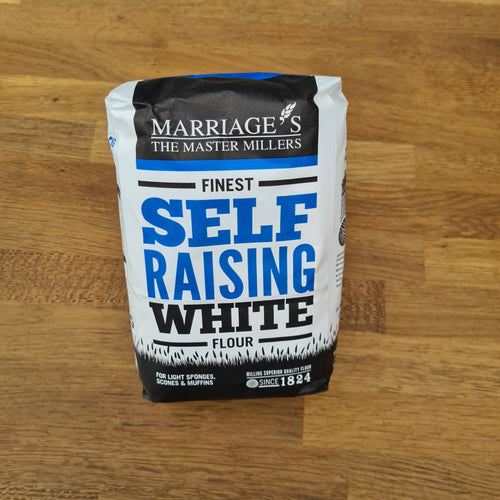 MARRIAGE'S
THE MASTER MILLERS
FINEST
SELF
RAISING
WHITE
FLOUR
FOR LIGHT SPONGES,
SCONES & MUFFINS
MILLING SUPERIOR QUALITY FLOUR
SINCE 1824